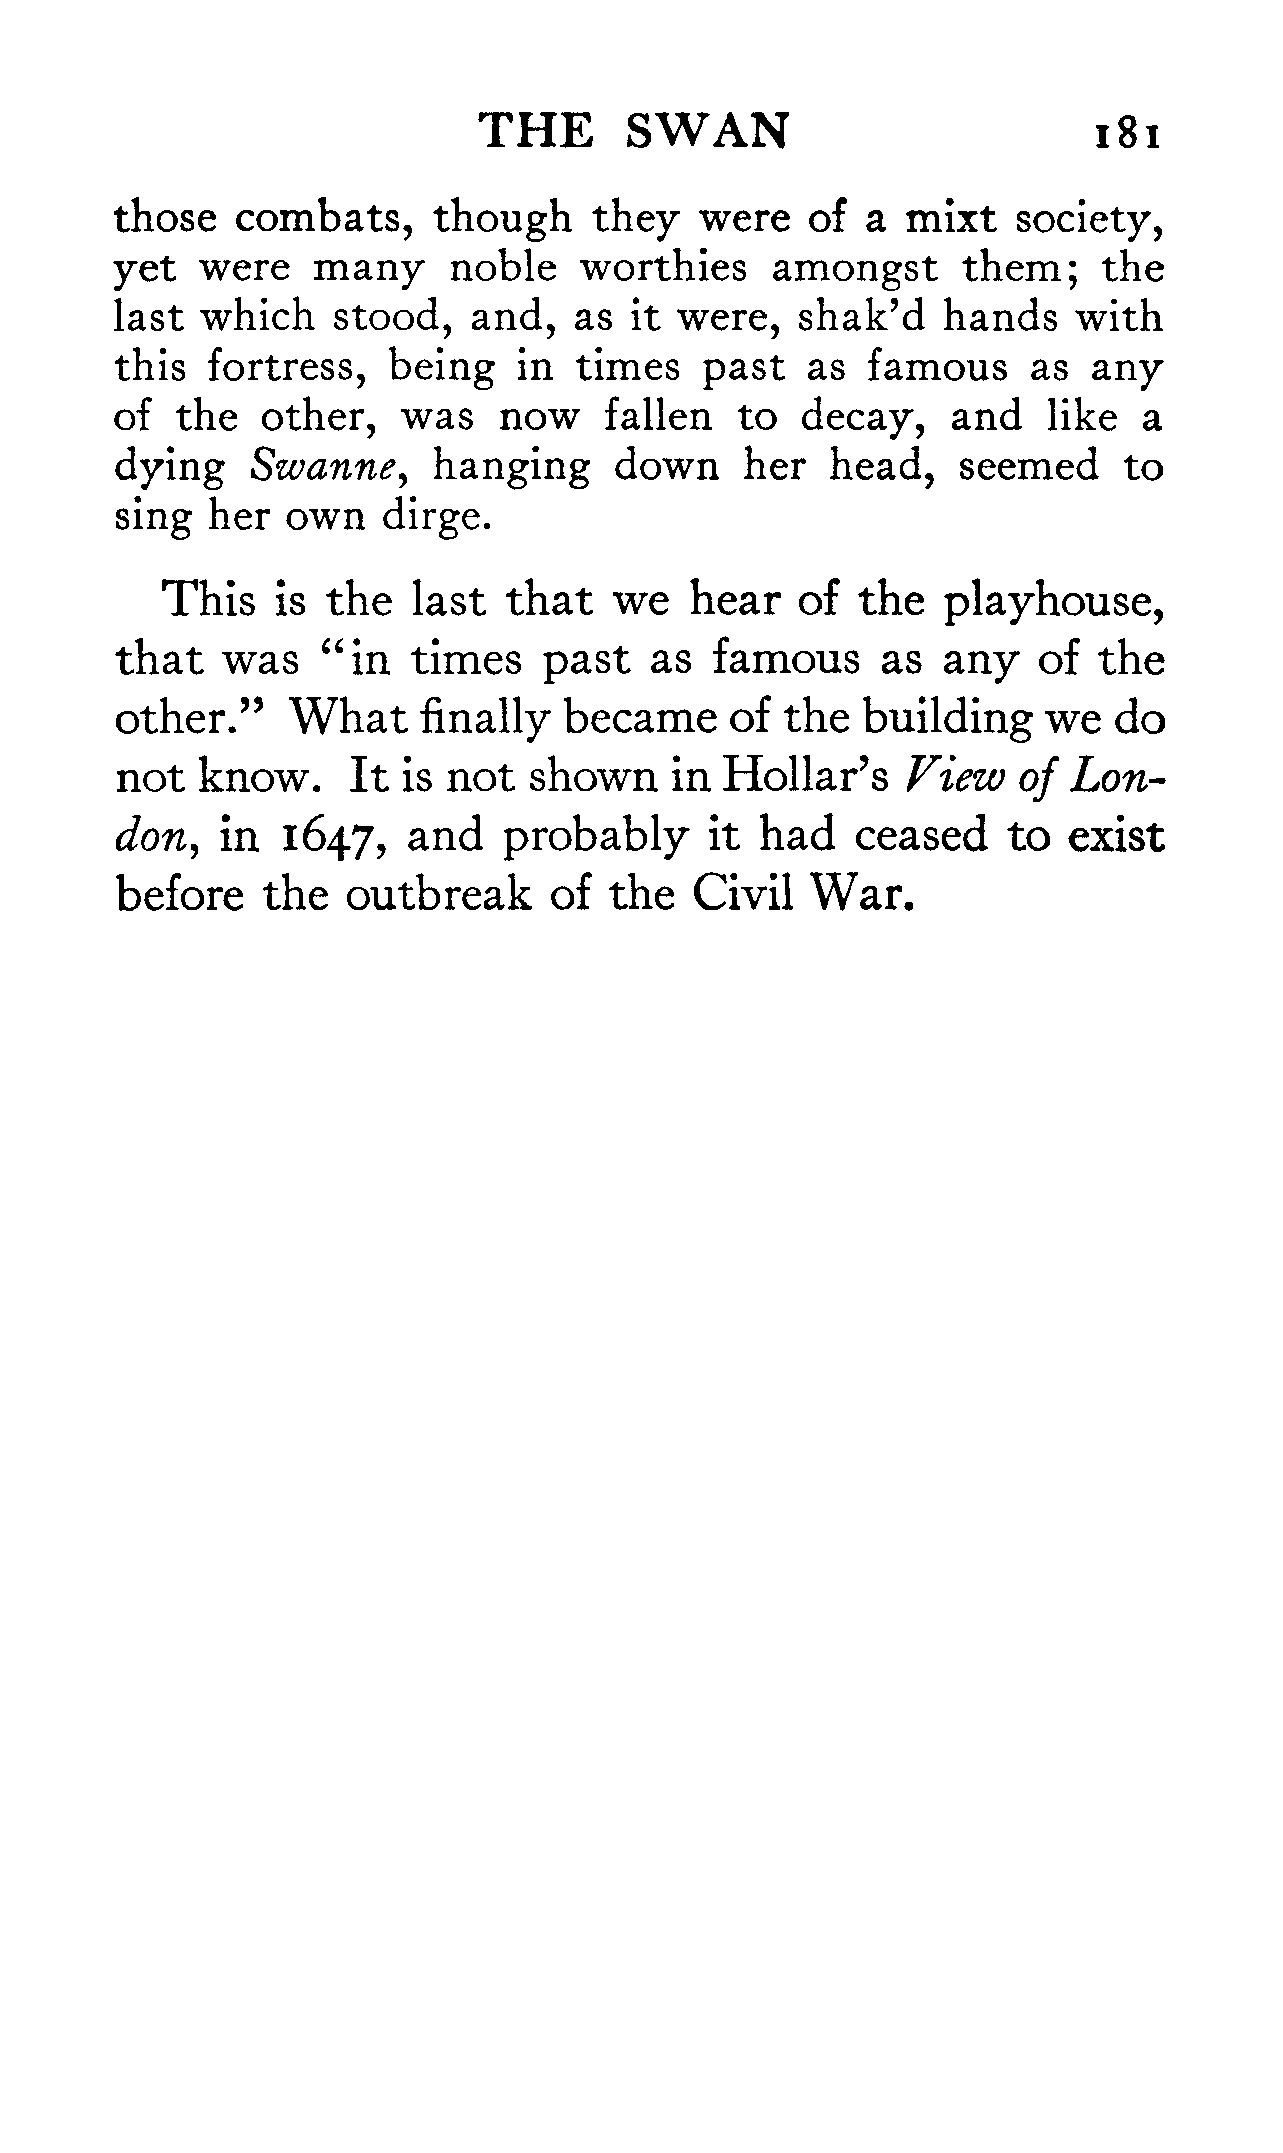 THE SWAN 181
those combats, though they were of a mixt society,
yet were many noble worthies amongst them; the
last which stood, and, as it were, shak’d hands with
this fortress, being in times past as famous as any
of the other, was now fallen to decay, and like a
dying Swanne, hanging down her head, seemed to
sing her own dirge.
This is the last that we hear of the playhouse,
that was “in times past as famous as any of the
other.” What finally became of the building we do
not know. It is not shown in Hollar’s View of Lon-
don, in 1647, and probably it had ceased to exist
before the outbreak of the Civil War.